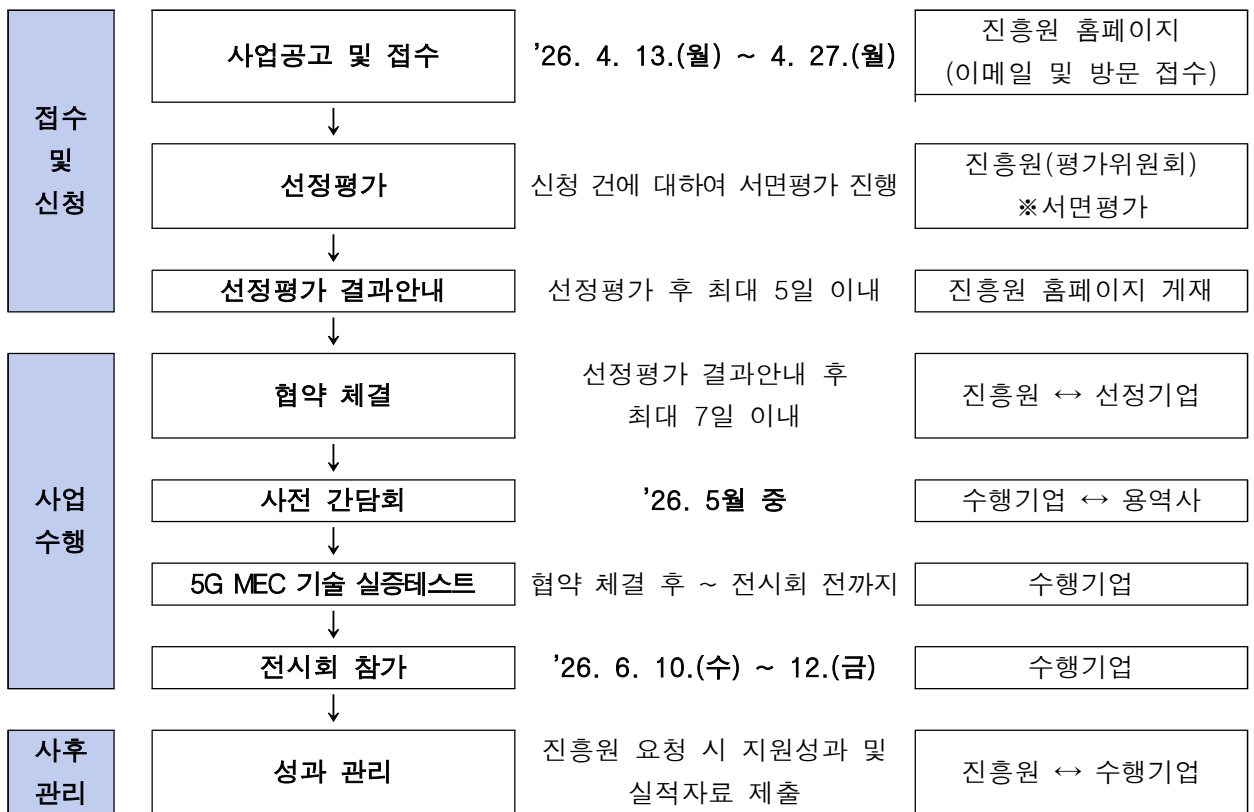 접수
및
신청
사업공고 및 접수
’26. 4. 13.(월) ~ 4. 27.(월)
진흥원 홈페이지
(이메일 및 방문 접수)
↓
선정평가
신청 건에 대하여 서면평가 진행
진흥원(평가위원회)
※서면평가
↓
선정평가 결과안내
선정평가 후 최대 5일 이내
진흥원 홈페이지 게재
↓
사업
수행
협약 체결
선정평가 결과안내 후
최대 7일 이내
진흥원 ↔ 선정기업
↓
사전 간담회
’26. 5월 중
수행기업 ↔ 용역사
↓
5G MEC 기술 실증테스트
협약 체결 후 ~ 전시회 전까지
수행기업
↓
전시회 참가
’26. 6. 10.(수) ~ 12.(금)
수행기업
↓
사후
관리
성과 관리
진흥원 요청 시 지원성과 및
실적자료 제출
진흥원 ↔ 수행기업